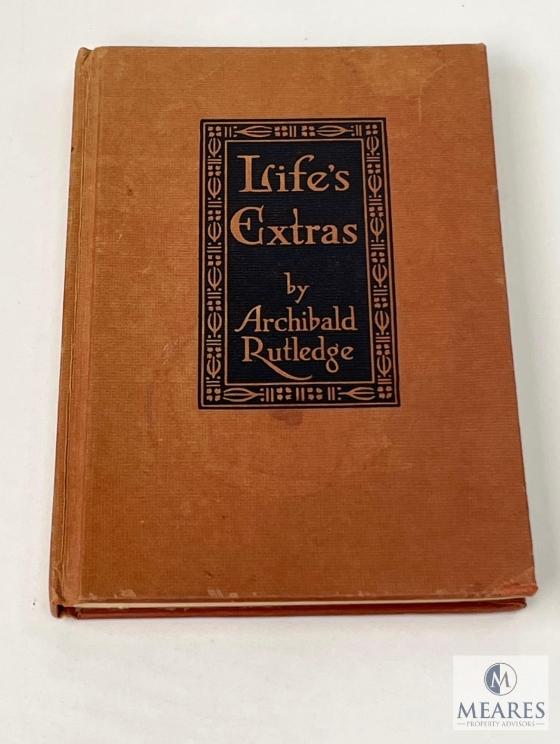 Life's
Extras
by
Archibald
Rutledge
M
MEARES
PROPERTY ADVISORS